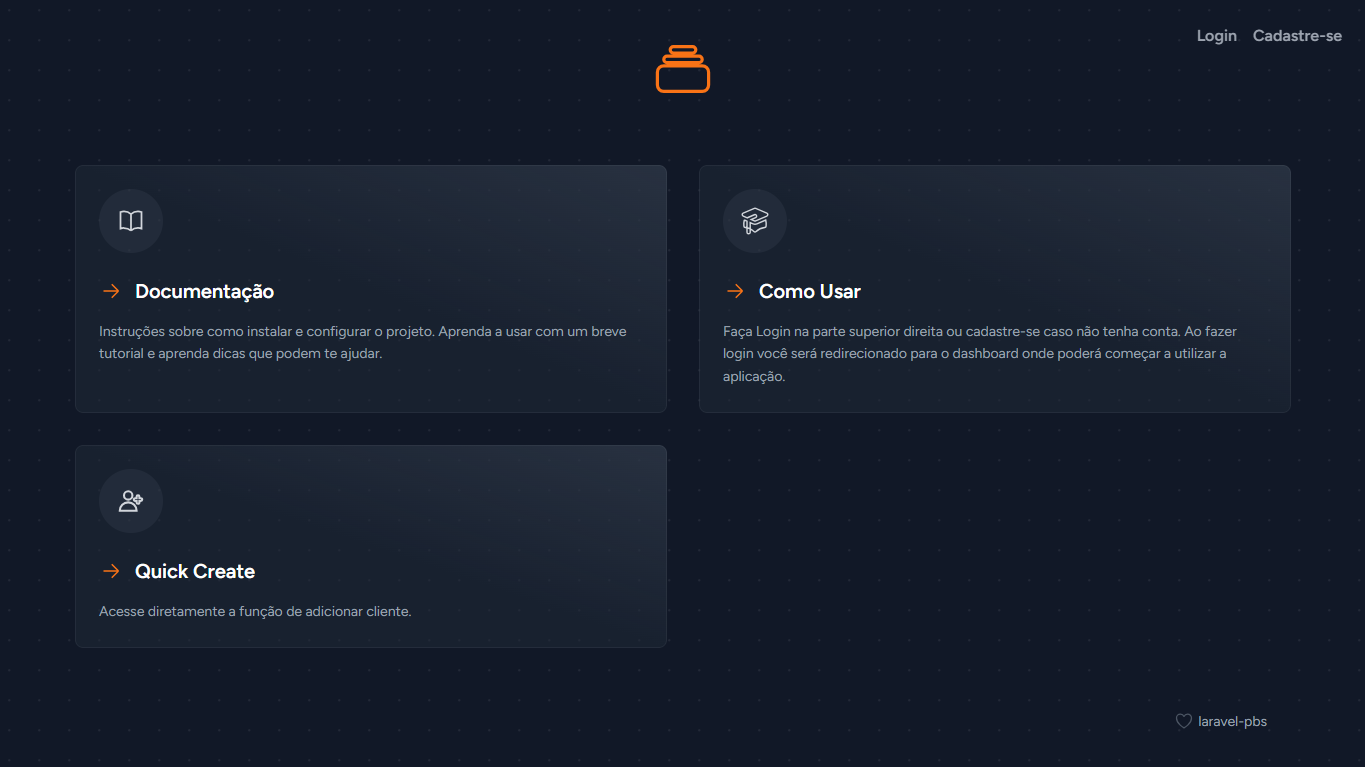 Login Cadastre-se
Documentação
Instruções sobre como instalar e configurar o projeto. Aprenda a usar com um breve
tutorial e aprenda dicas que podem te ajudar.
Como Usar
Faça Login na parte superior direita ou cadastre-se caso não tenha conta. Ao fazer
login você será redirecionado para o dashboard onde poderá começar a utilizar a
aplicação.
Quick Create
Acesse diretamente a função de adicionar cliente.
laravel-pbs